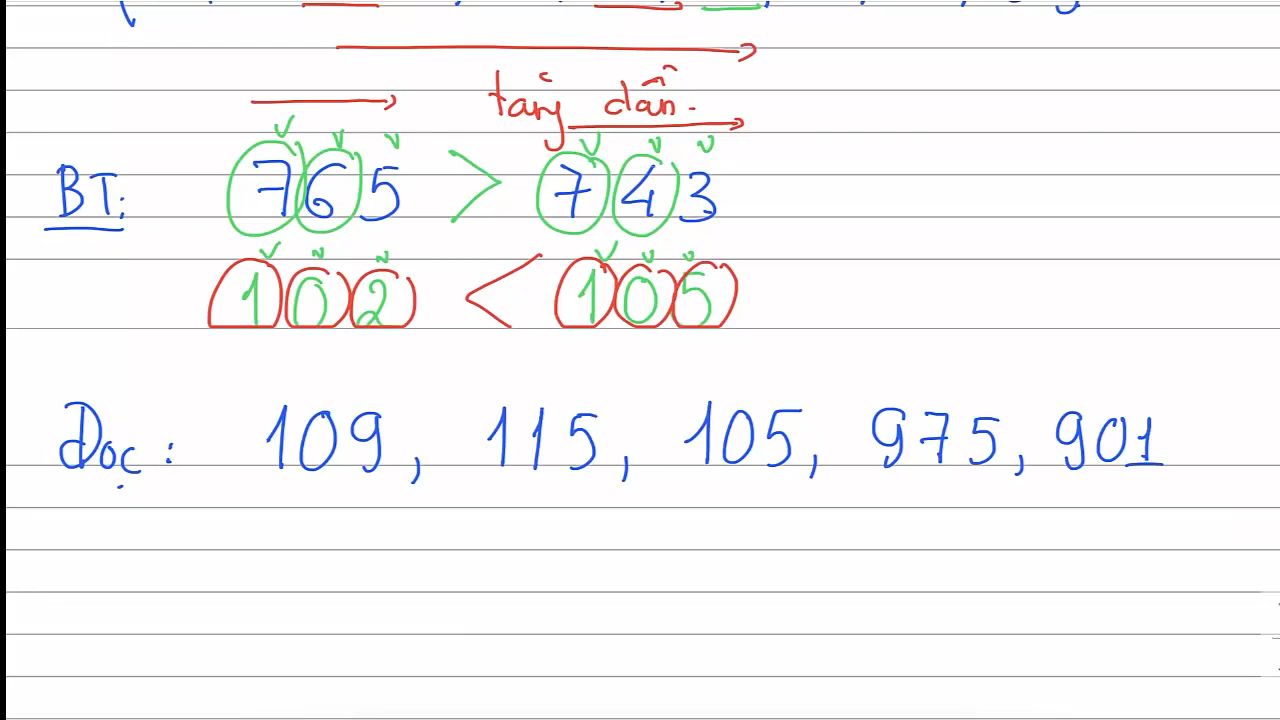 tăng dần.
BT: 765 > 743
102 < 105
Đọc: 109, 115, 105, 975, 901